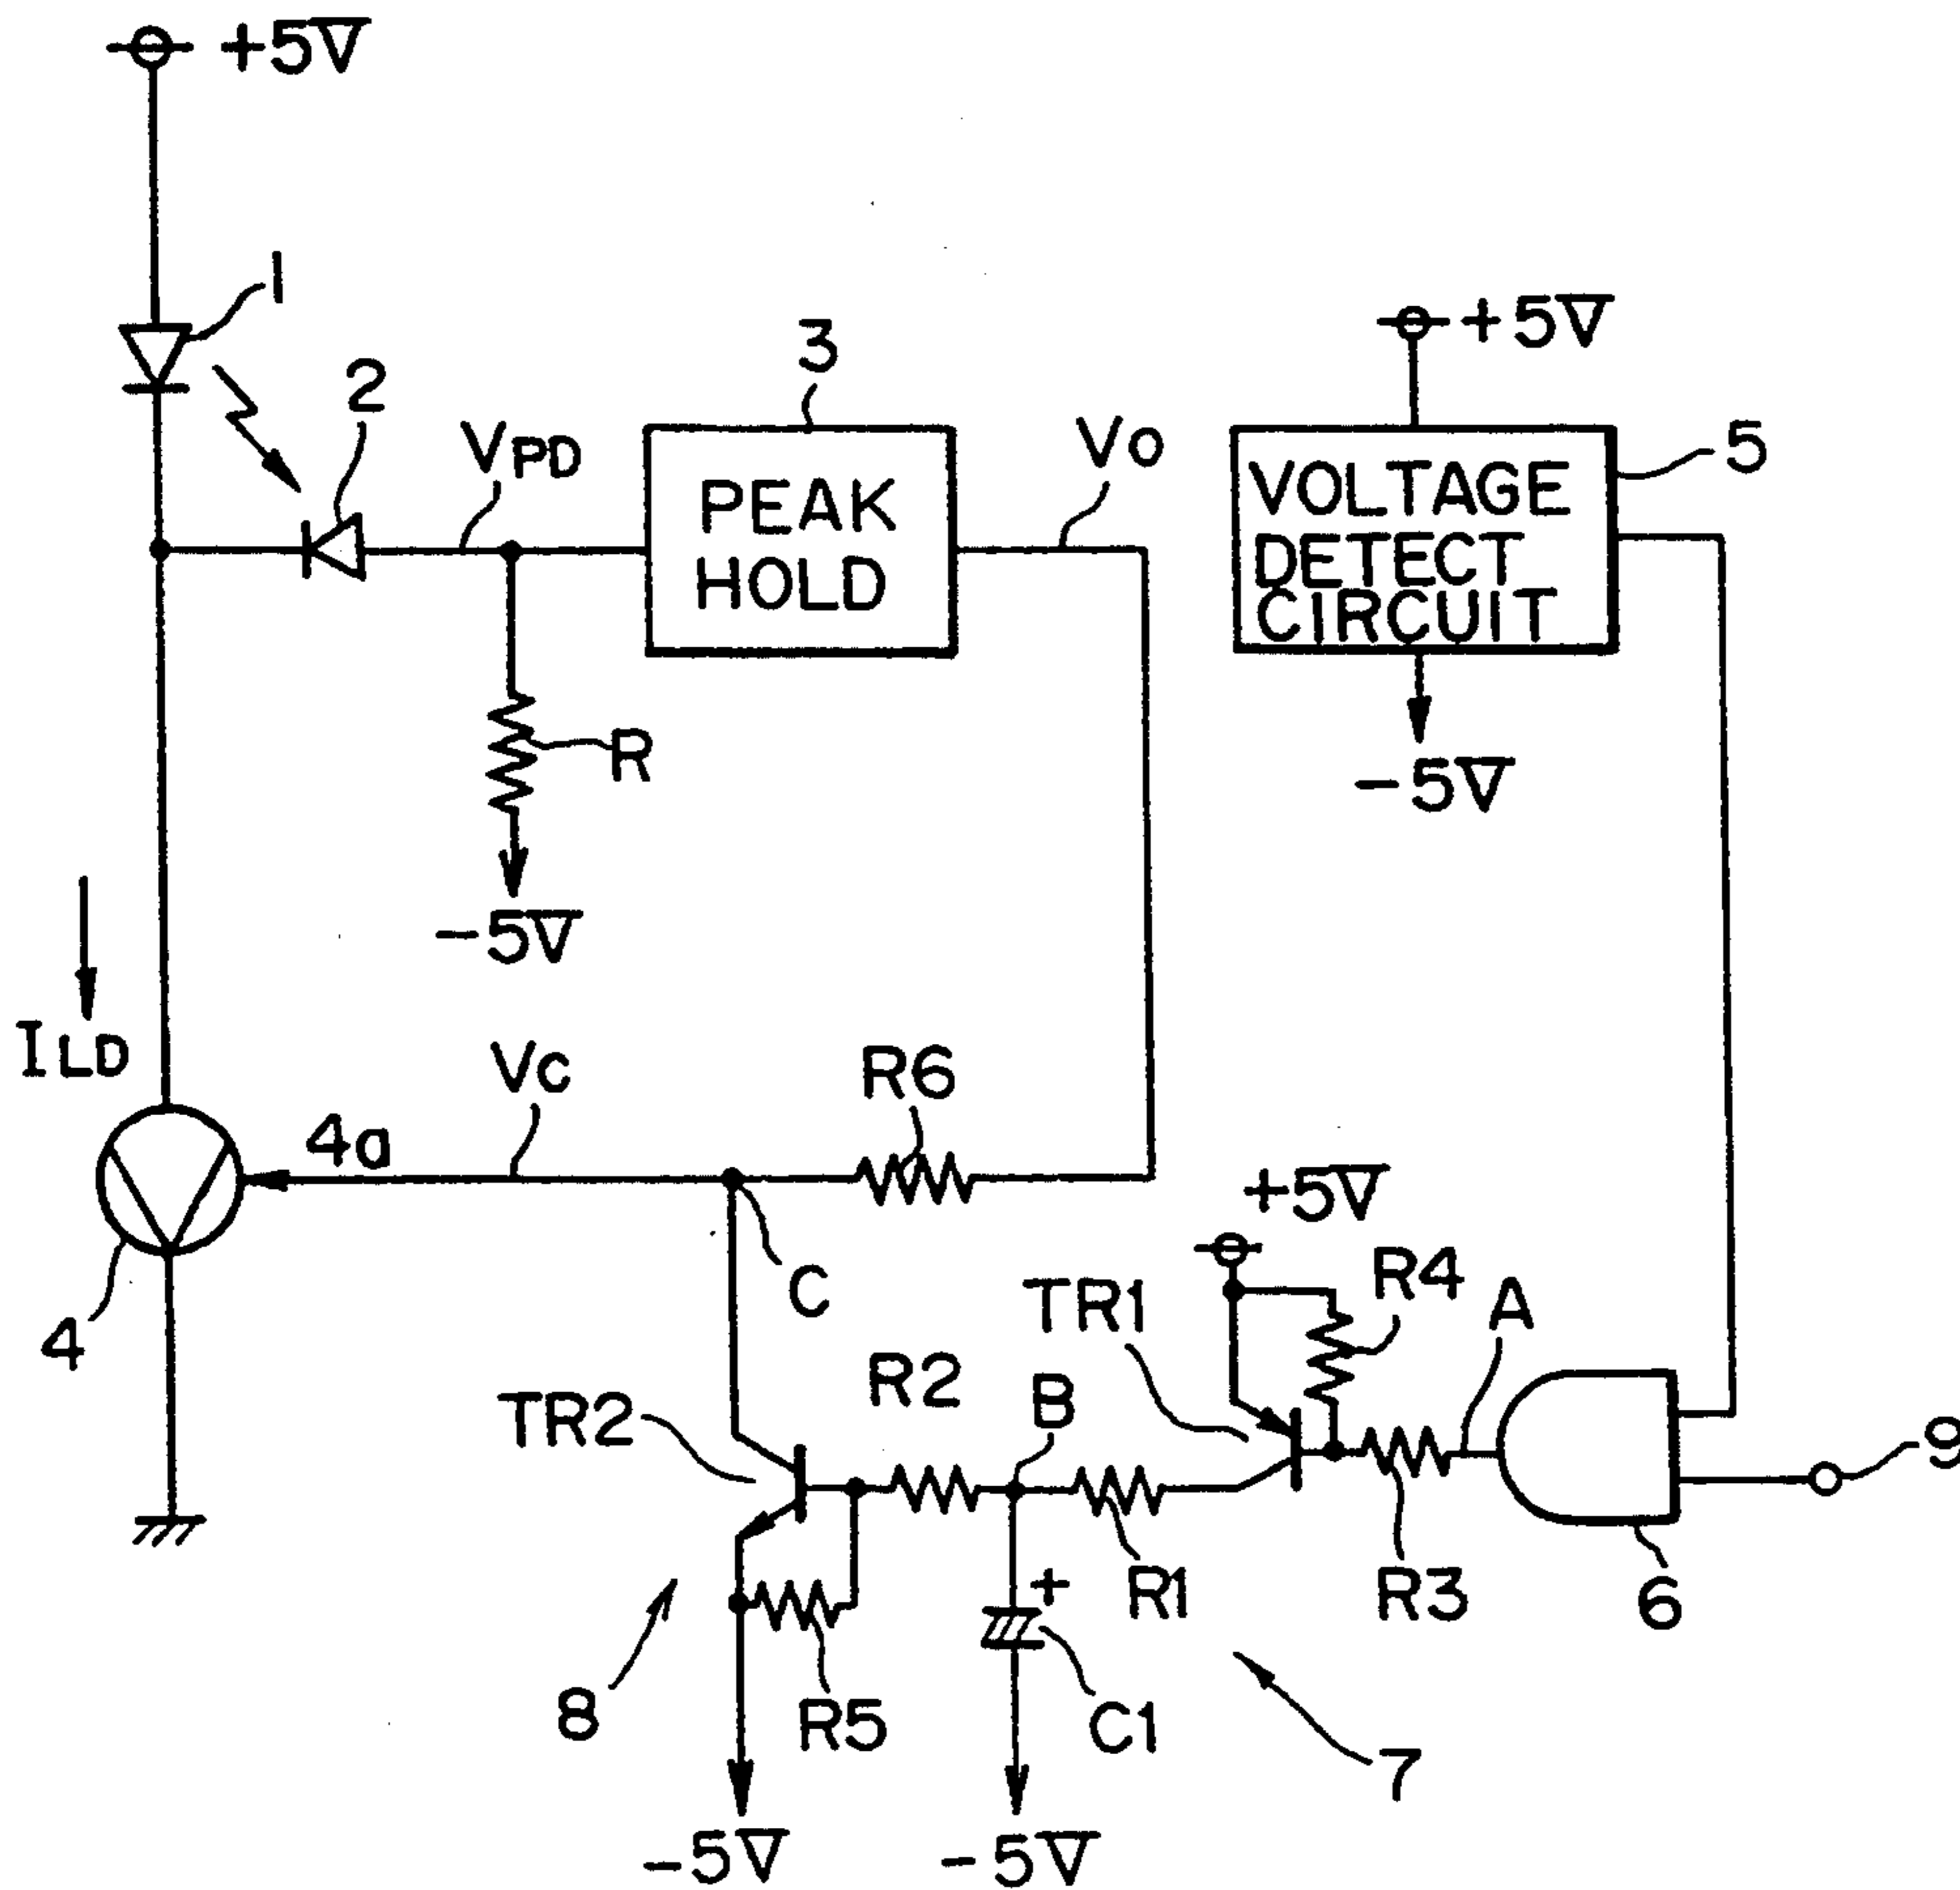 +5V
1
2
VPD
3
PEAK
HOLD
Vo
+5V
5
VOLTAGE
DETECT
CIRCUIT
-5V
R
-5V
ILD
Vc
4a
R6
C
4
+5V
R4
A
TR1
R2
B
TR2
9
+
R1
R3
6
8
R5
C1
7
-5V
-5V